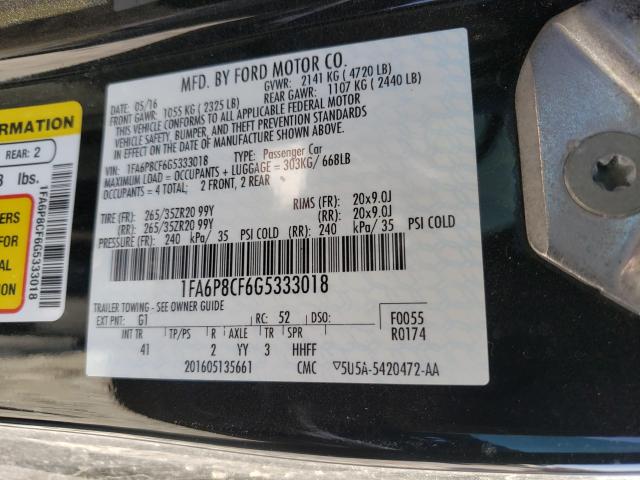 MFD. BY FORD MOTOR CO.
DATE: 05/16 GVWR: 2141 KG ( 4720 LB)
FRONT GAWR: 1055 KG ( 2325 LB) REAR GAWR: 1107 KG ( 2440 LB)
THIS VEHICLE CONFORMS TO ALL APPLICABLE FEDERAL MOTOR
VEHICLE SAFETY, BUMPER, AND THEFT PREVENTION STANDARDS
IN EFFECT ON THE DATE OF MANUFACTURE SHOWN ABOVE.
VIN: 1FA6P8CF6G5333018 TYPE: Passenger Car
MAXIMUM LOAD = OCCUPANTS + LUGGAGE = 303KG/ 668LB
OCCUPANTS = 4 TOTAL; 2 FRONT, 2 REAR
TIRE (FR): 265/35ZR20 99Y RIMS (FR): 20x9.0J
(RR): 265/35ZR20 99Y (RR): 20x9.0J
PRESSURE (FR): 240 kPa/ 35 PSI COLD (RR): 240 kPa/ 35 PSI COLD
1FA6P8CF6G5333018
TRAILER TOWING - SEE OWNER GUIDE
EXT PNT: G1 RC: 52 DSO: F0055
INT TR TP/PS R AXLE TR SPR R0174
41 2 YY 3 HHFF
201605135661 CMC 5U5A-5420472-AA
ORMATION
REAR: 2
lbs.
ERS
FOR
AL
1FA6P8CF6G5333018